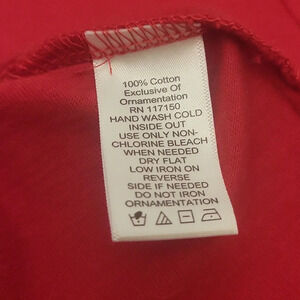 100% Cotton
Exclusive Of
Ornamentation
RN 117150
HAND WASH COLD
INSIDE OUT
USE ONLY NON-
CHLORINE BLEACH
WHEN NEEDED
DRY FLAT
LOW IRON ON
REVERSE
SIDE IF NEEDED
DO NOT IRON
ORNAMENTATION